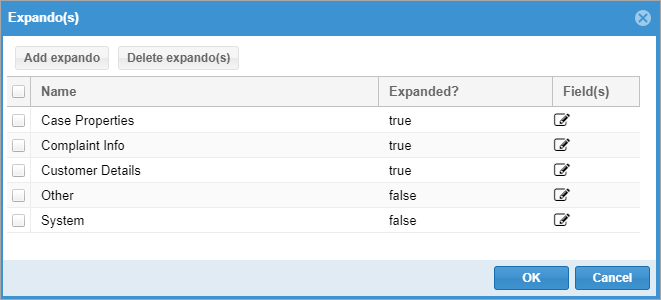 Expando(s)
Add expando Delete expando(s)
Name Expanded? Field(s)
Case Properties true
Complaint Info true
Customer Details true
Other false
System false
OK Cancel